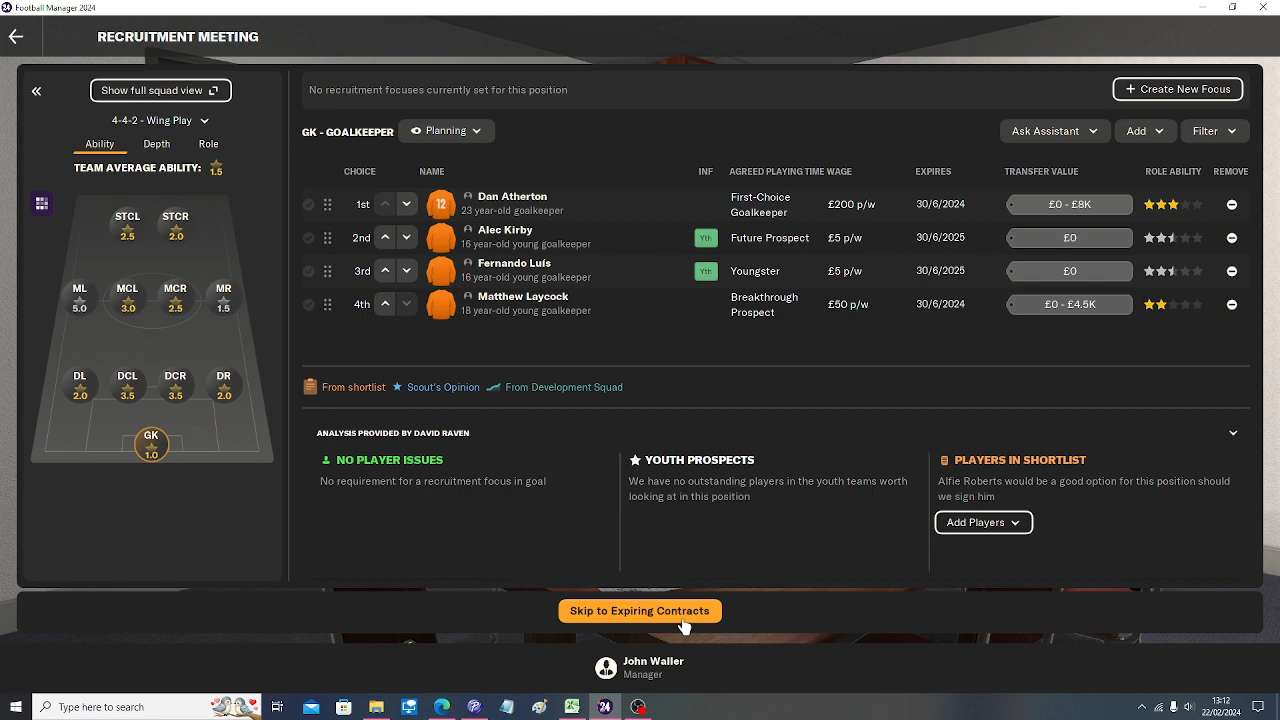 24 Football Manager 2024
RECRUITMENT MEETING
Show full squad view
4-4-2 - Wing Play
Ability Depth Role
TEAM AVERAGE ABILITY: 1.5
STCL STCR
2.5 2.0
ML MCL MCR MR
5.0 3.0 2.5 1.5
DL DCL DCR DR
2.0 3.5 3.5 2.0
GK
1.0
No recruitment focuses currently set for this position
+ Create New Focus
GK - GOALKEEPER Planning Ask Assistant Add Filter
CHOICE NAME INF AGREED PLAYING TIME WAGE EXPIRES TRANSFER VALUE ROLE ABILITY REMOVE
1st 12 Dan Atherton First-Choice £200 p/w 30/6/2024 £0 - £8K
23 year-old goalkeeper Goalkeeper
2nd Alec Kirby Yth Future Prospect £5 p/w 30/6/2025 £0
16 year-old young goalkeeper
3rd Fernando Luís Yth Youngster £5 p/w 30/6/2025 £0
16 year-old young goalkeeper
4th Matthew Laycock Breakthrough £50 p/w 30/6/2024 £0 - £4.5K
18 year-old young goalkeeper Prospect
From shortlist Scout's Opinion From Development Squad
ANALYSIS PROVIDED BY DAVID RAVEN
NO PLAYER ISSUES
No requirement for a recruitment focus in goal
YOUTH PROSPECTS
We have no outstanding players in the youth teams worth
looking at in this position
PLAYERS IN SHORTLIST
Alfie Roberts would be a good option for this position should
we sign him
Add Players
Skip to Expiring Contracts
John Waller
Manager
Type here to search
24
13:12
22/02/2024